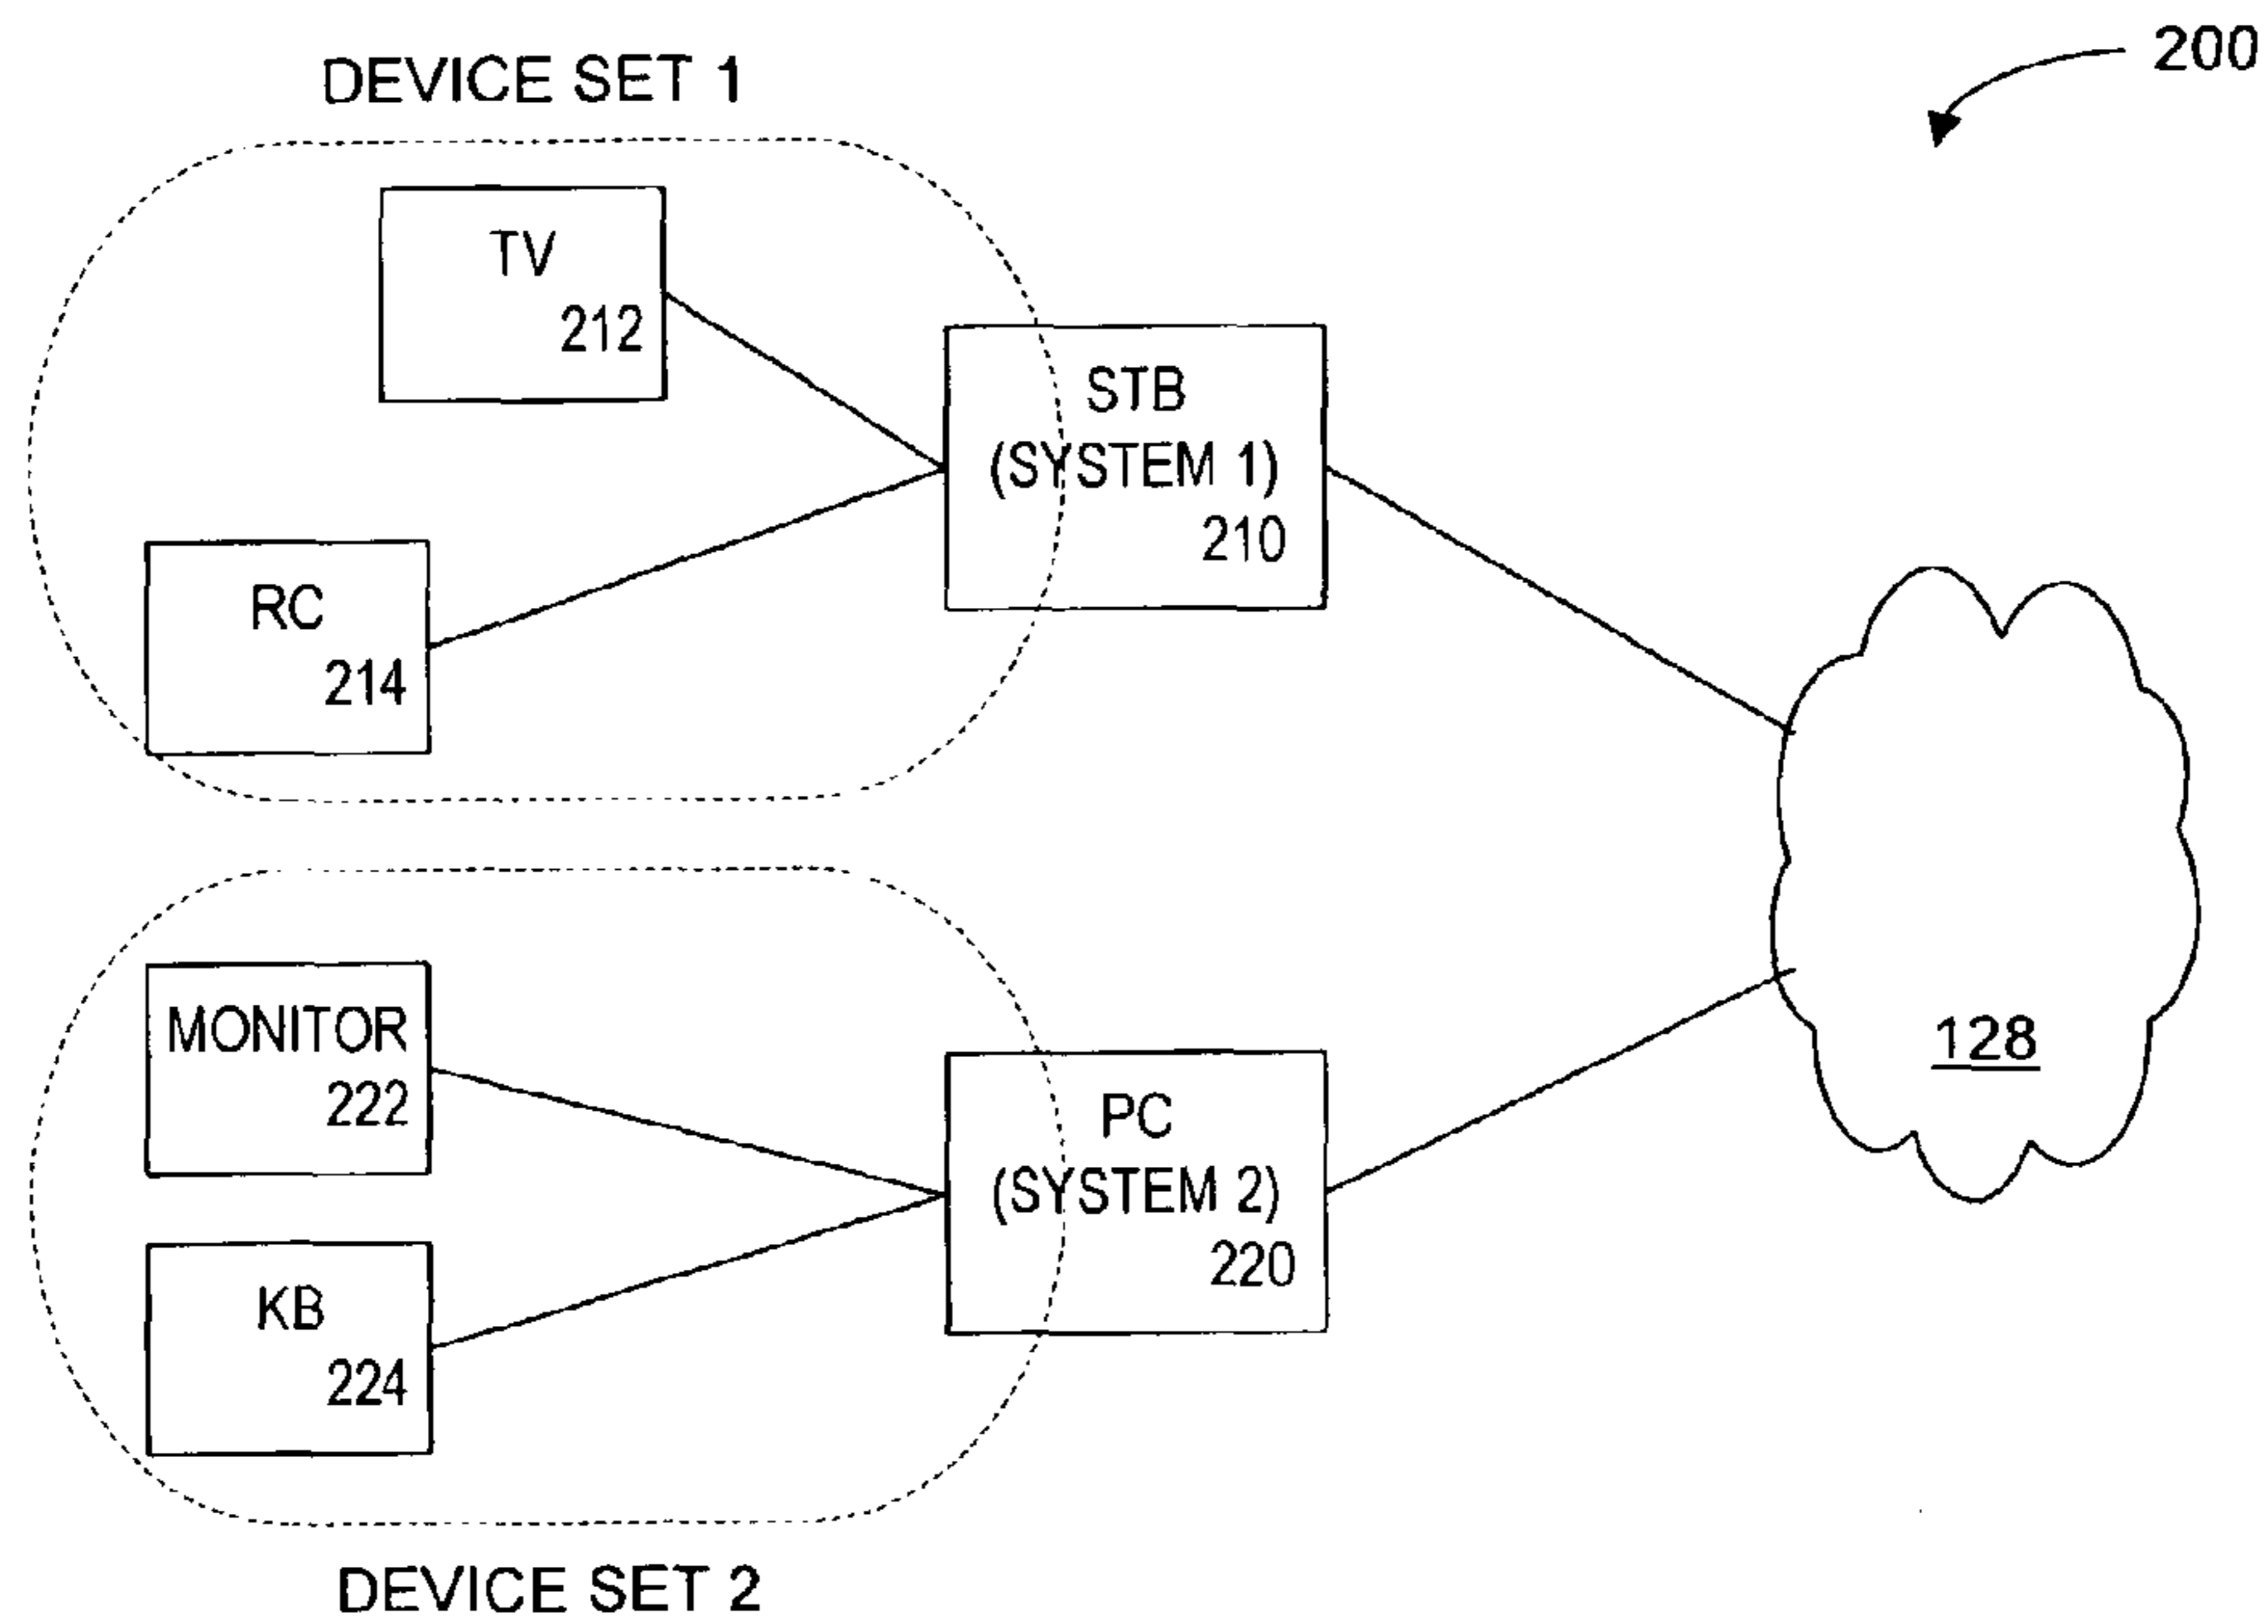 200
DEVICE SET 1
TV
212
STB
(SYSTEM 1)
210
RC
214
128
MONITOR
222
PC
(SYSTEM 2)
220
KB
224
DEVICE SET 2